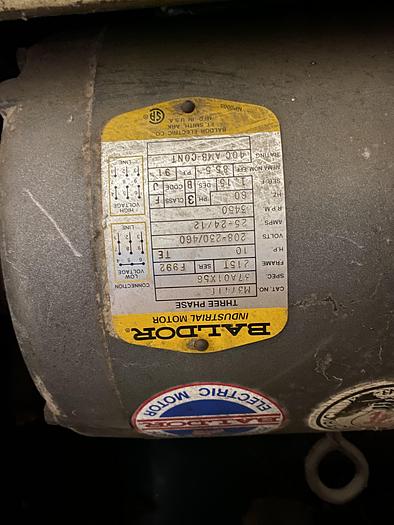 BALDOR
INDUSTRIAL MOTOR
THREE PHASE
CAT. NO.
SPEC. 37A01X56
FRAME 215T SER. F992
H.P. 10 TE
VOLTS 208-230/460
AMPS 25-24/12
R.P.M. 3450
HZ 60 PH 3 CLASS F
SER.F. 1.15 DES B CODE J
NEMA NOM. EFF. 85.5 P.F. 91
RATING 40C AMB-CONT
BALDOR ELECTRIC CO.
FT. SMITH, ARK.
MFD. IN U.S.A.
SA
CONNECTION
LOW
VOLTAGE
LINE
HIGH
VOLTAGE
LINE
BALDOR
ELECTRIC MOTOR